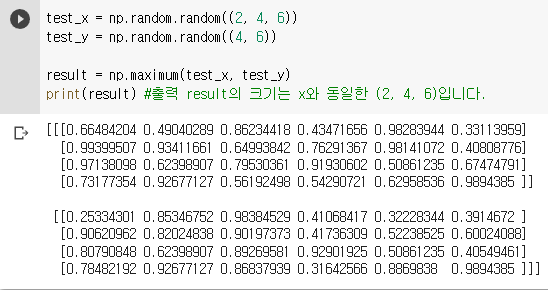 test_x = np.random.random((2, 4, 6))
test_y = np.random.random((4, 6))
result = np.maximum(test_x, test_y)
print(result) #출력 result의 크기는 x와 동일한 (2, 4, 6)입니다.
[[[0.66484204 0.49040289 0.86234418 0.43471656 0.98283944 0.33113959]
[0.99399507 0.93411661 0.64993842 0.76291367 0.98141072 0.40808776]
[0.97138098 0.62398907 0.79530361 0.91930602 0.50861235 0.67474791]
[0.73177354 0.92677127 0.56192498 0.54290721 0.62958536 0.9894385 ]]
[[0.25334301 0.85346752 0.98384529 0.41068417 0.32228344 0.3914672 ]
[0.90620962 0.82024838 0.90197373 0.41736309 0.52238525 0.60024088]
[0.80790848 0.62398907 0.89269581 0.92901925 0.50861235 0.40549461]
[0.78482192 0.92677127 0.86837939 0.31642566 0.8869838  0.9894385 ]]]